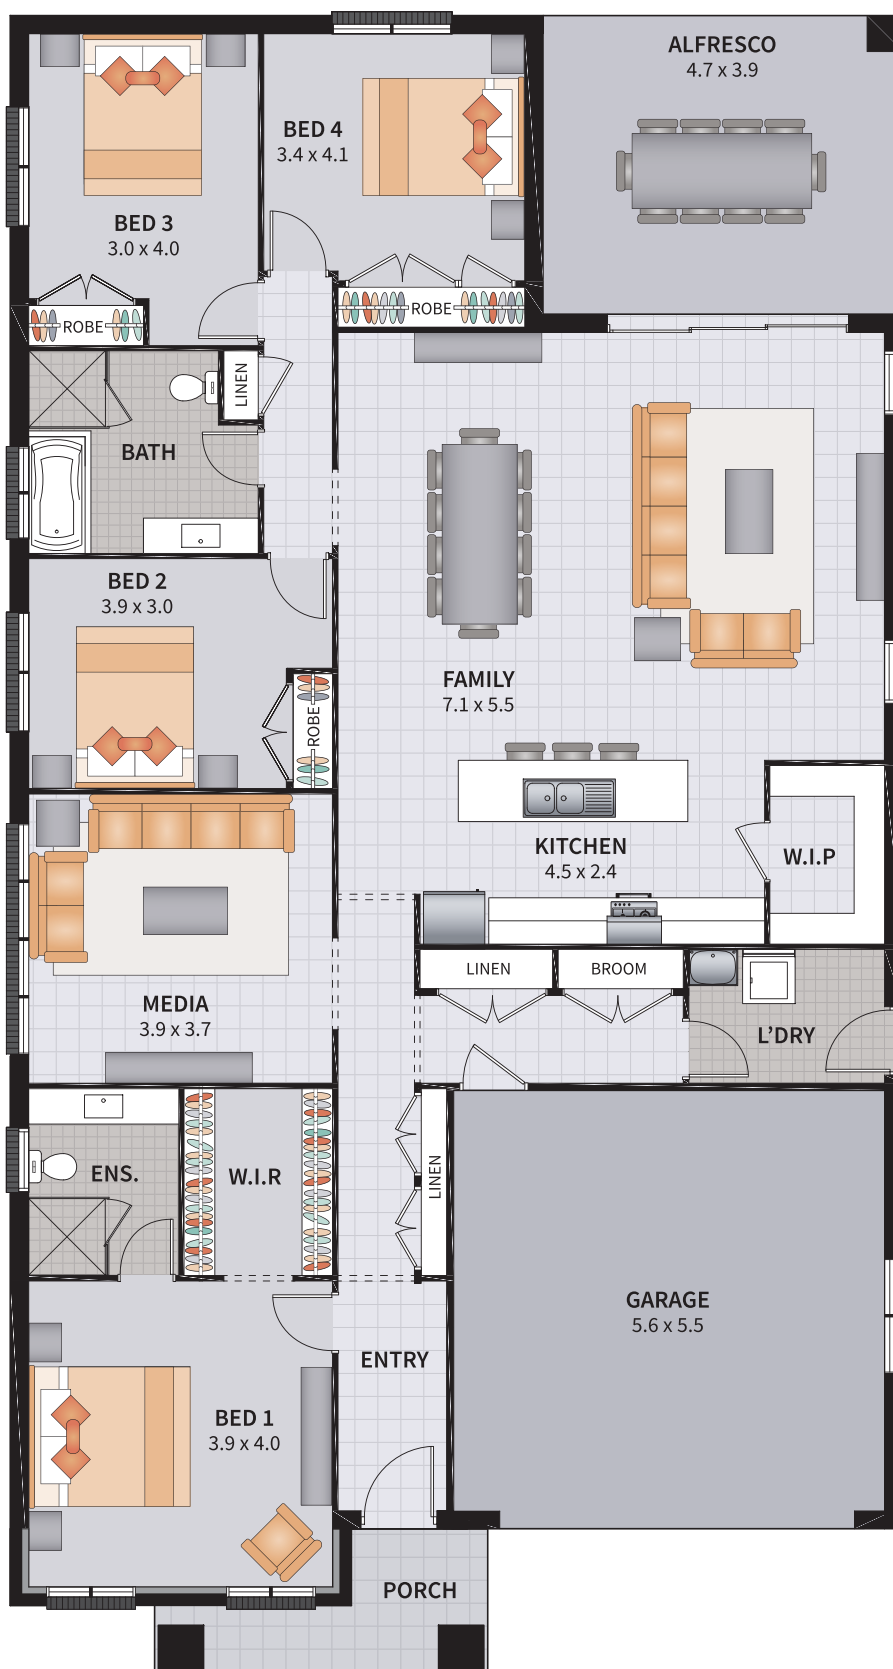 ALFRESCO
4.7 x 3.9
BED 4
3.4 x 4.1
BED 3
3.0 x 4.0
ROBE
ROBE
LINEN
BATH
BED 2
3.9 x 3.0
ROBE
FAMILY
7.1 x 5.5
KITCHEN
4.5 x 2.4
W.I.P
MEDIA
3.9 x 3.7
LINEN
BROOM
L'DRY
ENS.
W.I.R
LINEN
GARAGE
5.6 x 5.5
ENTRY
BED 1
3.9 x 4.0
PORCH